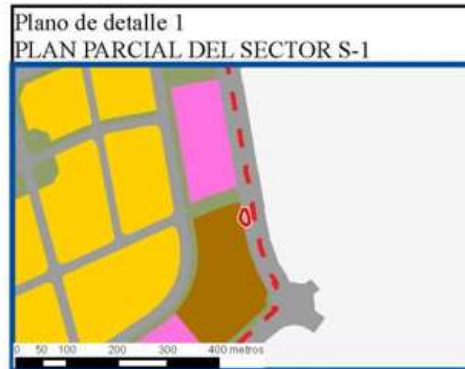 Plano de detalle 1
PLAN PARCIAL DEL SECTOR S-1
0 50 100 200 300 400 metros